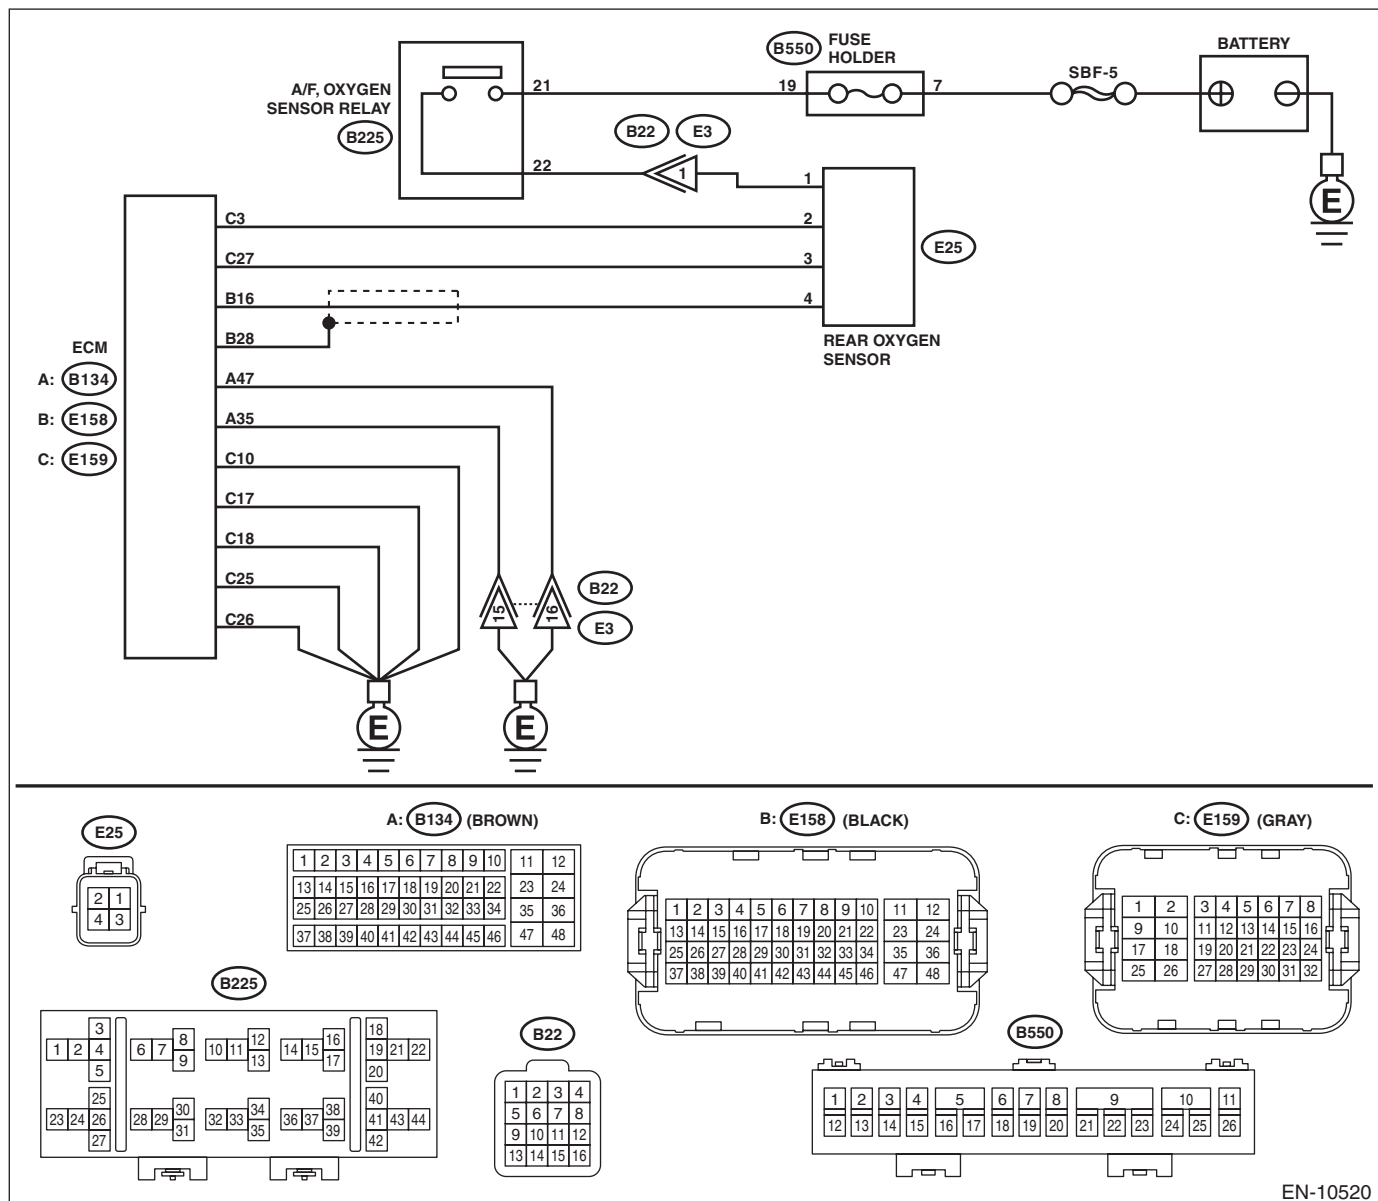 B550 FUSE HOLDER
BATTERY
SBF-5
A/F, OXYGEN SENSOR RELAY
B225
21
19
7
B22
E3
22
1
1
E
C3
2
C27
3
E25
B16
4
B28
REAR OXYGEN SENSOR
ECM
A: B134
B: E158
C: E159
A47
A35
C10
C17
C18
C25
C26
15
16
B22
E3
E
E
E25
A: B134 (BROWN)
B: E158 (BLACK)
C: E159 (GRAY)
2 1
4 3
1 2 3 4 5 6 7 8 9 10 11 12
13 14 15 16 17 18 19 20 21 22 23 24
25 26 27 28 29 30 31 32 33 34 35 36
37 38 39 40 41 42 43 44 45 46 47 48
1 2 3 4 5 6 7 8 9 10 11 12
13 14 15 16 17 18 19 20 21 22 23 24
25 26 27 28 29 30 31 32 33 34 35 36
37 38 39 40 41 42 43 44 45 46 47 48
1 2 3 4 5 6 7 8
9 10 11 12 13 14 15 16
17 18 19 20 21 22 23 24
25 26 27 28 29 30 31 32
B225
3 8 12 16 18
1 2 4 6 7 10 11 14 15 19 21 22
5 9 13 17 20
25 30 34 38 40
23 24 26 28 29 32 33 36 37 41 43 44
27 31 35 39 42
B22
1 2 3 4
5 6 7 8
9 10 11 12
13 14 15 16
B550
1 2 3 4 5 6 7 8 9 10 11
12 13 14 15 16 17 18 19 20 21 22 23 24 25 26
EN-10520